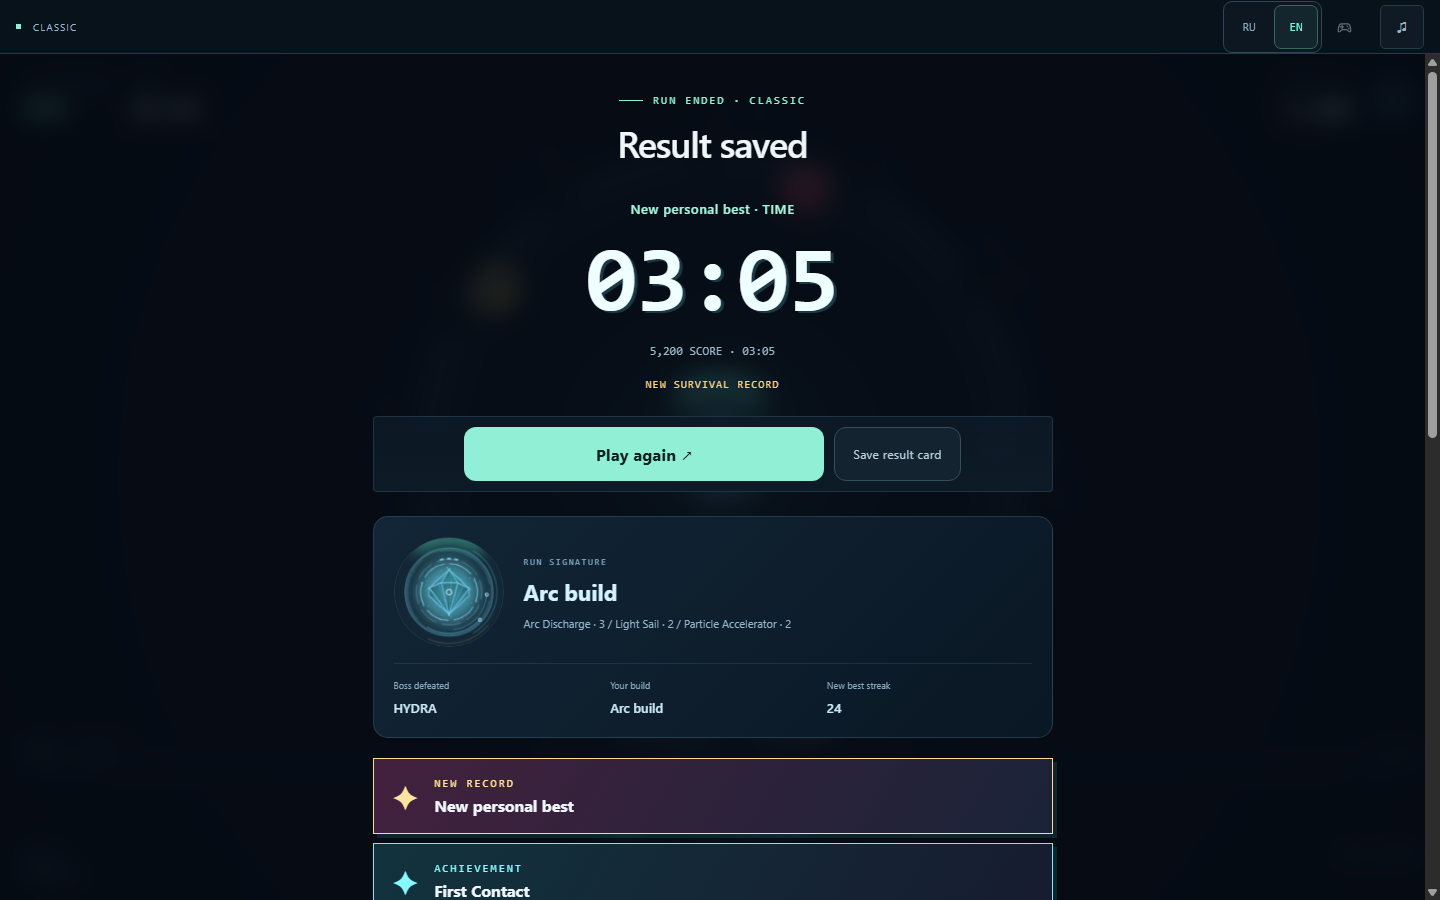 CLASSIC
RU EN
RUN ENDED · CLASSIC
Result saved
New personal best · TIME
03:05
5,200 SCORE · 03:05
NEW SURVIVAL RECORD
Play again ↗
Save result card
RUN SIGNATURE
Arc build
Arc Discharge · 3 / Light Sail · 2 / Particle Accelerator · 2
Boss defeated
HYDRA
Your build
Arc build
New best streak
24
NEW RECORD
New personal best
ACHIEVEMENT
First Contact